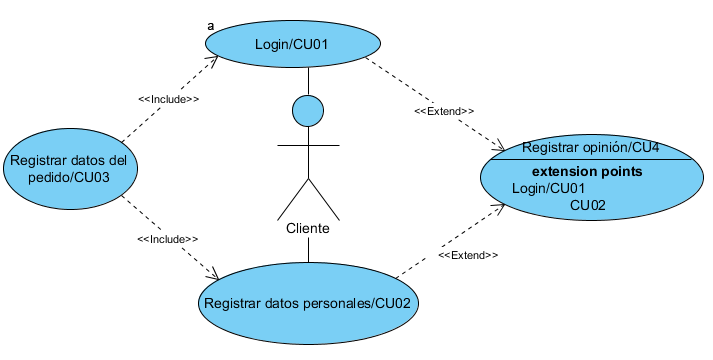 a
Login/CU01
<<Include>>
<<Extend>>
Registrar datos del
pedido/CU03
Registrar opinión/CU4
extension points
Login/CU01
CU02
Cliente
<<Include>>
<<Extend>>
Registrar datos personales/CU02